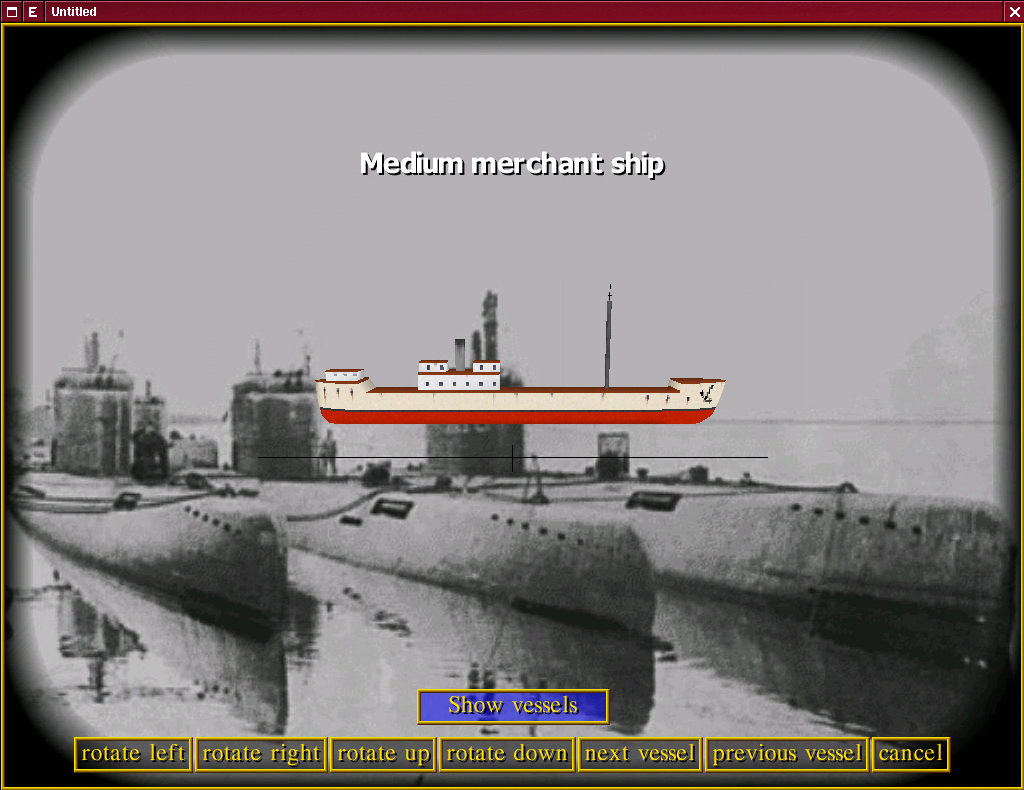 E Untitled
Medium merchant ship
Show vessels
rotate left rotate right rotate up rotate down next vessel previous vessel cancel